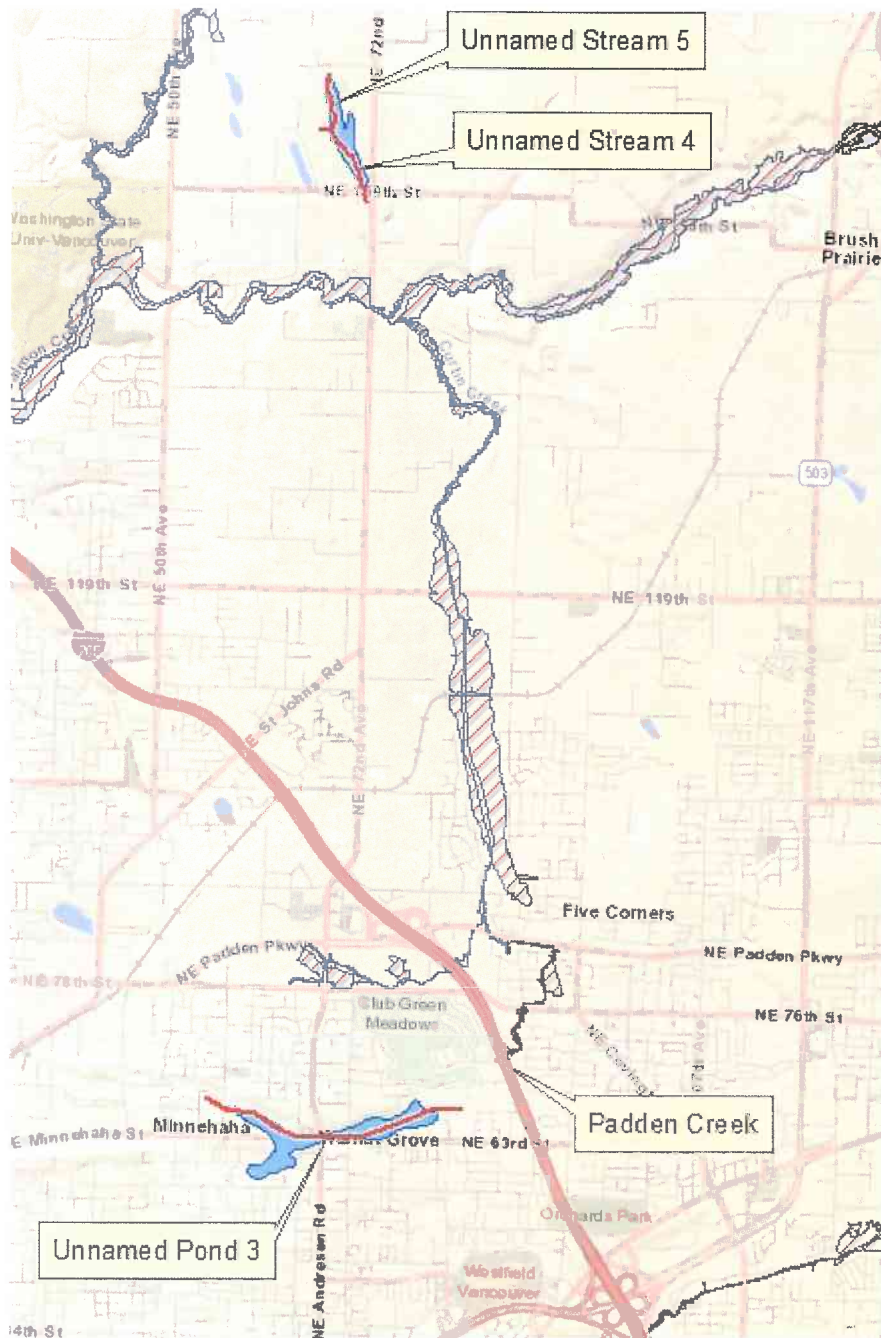 Unnamed Stream 5
NE 72nd
NE 50th Ave
Unnamed Stream 4
Washington State
Univ-Vancouver
Brush
Prairie
Curtin Creek
503
NE 50th Ave
NE 119th St
NE 119th St
NE 117th Ave
NE St Johns Rd
NE 72nd Ave
Five Corners
NE Padden Pkwy
NE Padden Pkwy
NE 78th St
Club Green
Meadows
NE 76th St
Minnehaha
Padden Creek
E Minnehaha St
Grove
NE 63rd St
Orchards Park
Unnamed Pond 3
NE Andresen Rd
Westfield
Vancouver
4th St